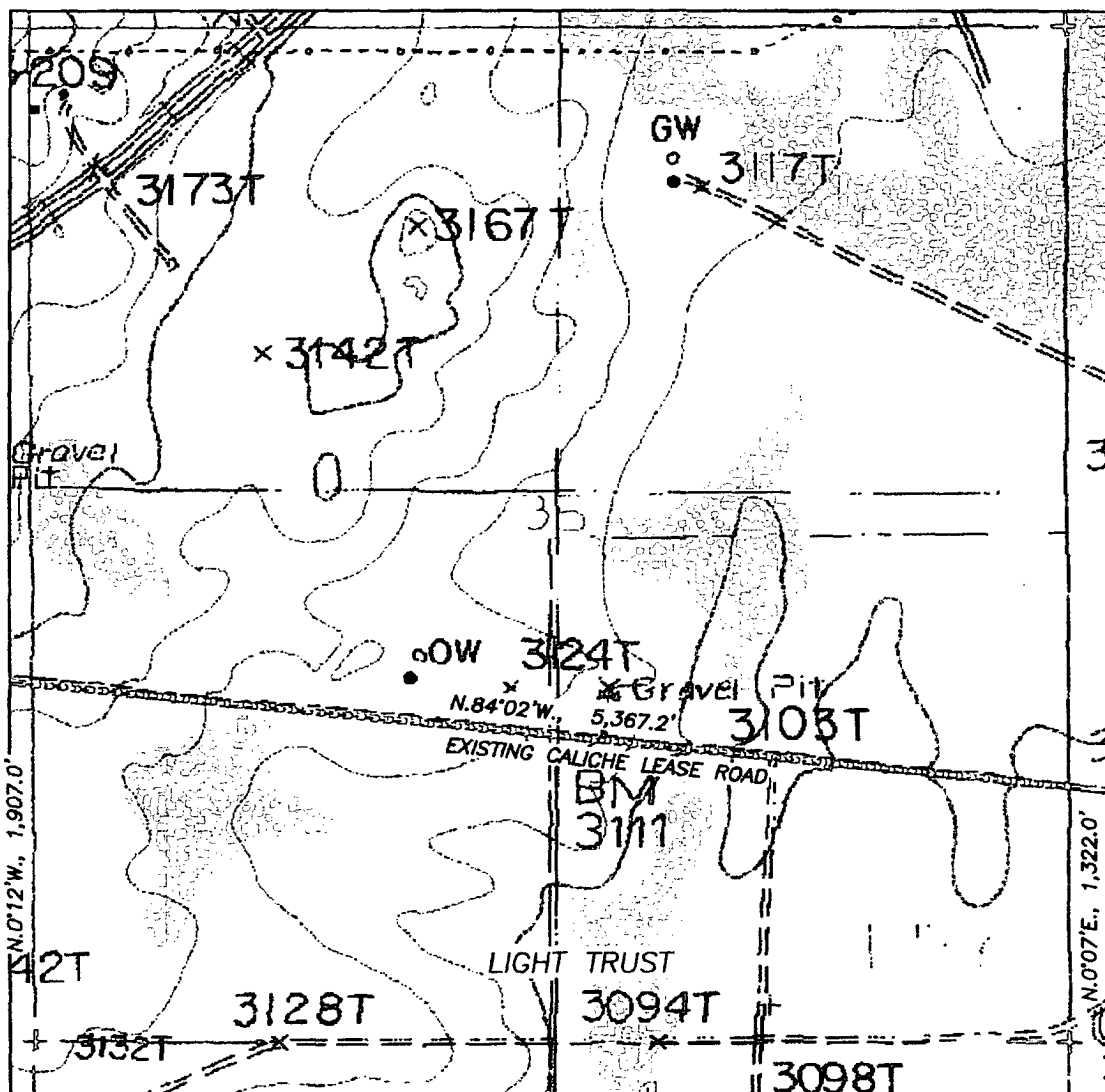 209
GW
3117T
3173T
3167T
3142T
Gravel
Pit
35
OW
3124T
Gravel Pit
N.84°02'W., 5,367.2'
3103T
EXISTING CALICHE LEASE ROAD
BM
3111
N.0°12'W., 1,907.0'
N.0°07'E., 1,322.0'
42T
LIGHT TRUST
3128T
3094T
3132T
3098T